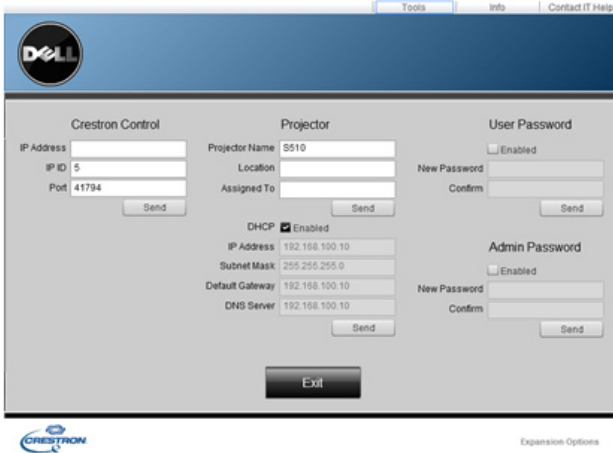 Tools Info Contact IT Help
DELL
Crestron Control
IP Address
IP ID 5
Port 41794
Send
Projector
Projector Name S510
Location
Assigned To
Send
DHCP Enabled
IP Address 192.168.100.10
Subnet Mask 255.255.255.0
Default Gateway 192.168.100.10
DNS Server 192.168.100.10
Send
User Password
Enabled
New Password
Confirm
Admin Password
Enabled
New Password
Confirm
Send
Exit
CRESTRON
Expansion Options